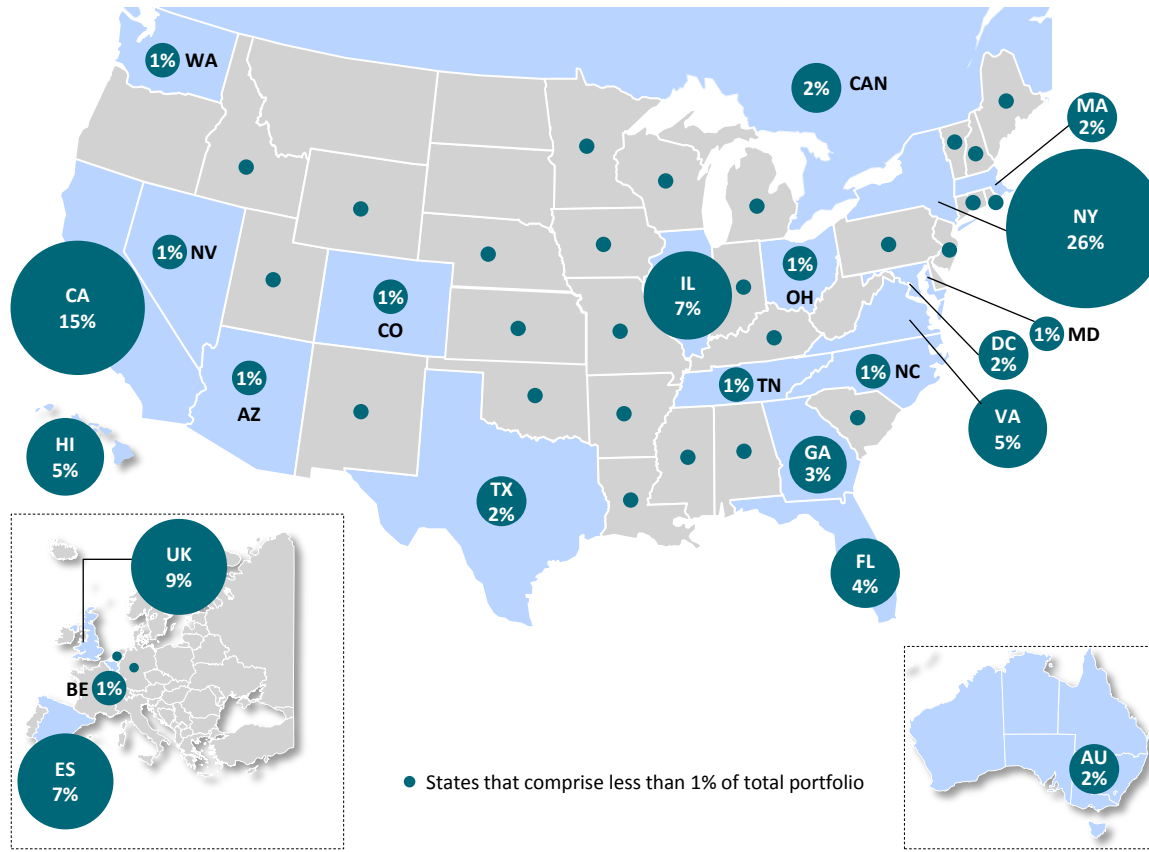 1% WA
2% CAN
MA
2%
NY
26%
1% NV
CA
15%
1%
CO
IL
7%
1%
OH
1% MD
DC
2%
1%
AZ
1% TN
1% NC
VA
5%
HI
5%
GA
3%
TX
2%
FL
4%
UK
9%
BE 1%
ES
7%
AU
2%
States that comprise less than 1% of total portfolio